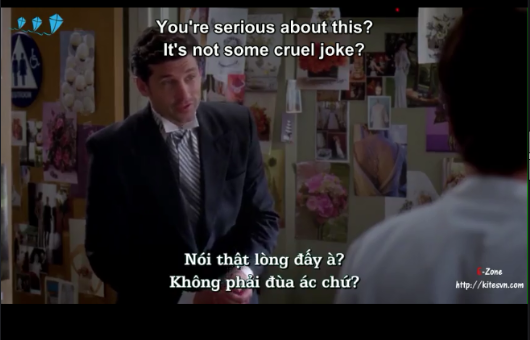 You're serious about this?
It's not some cruel joke?
Nói thật lòng đấy à?
Không phải đùa ác chứ?
-Zone
http://kitesvn.com